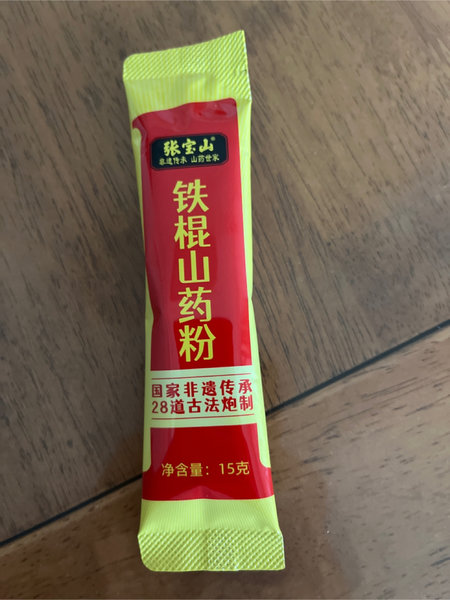 张宝山®
非遗传承 山药世家
铁棍山药粉
国家非遗传承
28道古法炮制
净含量：15克